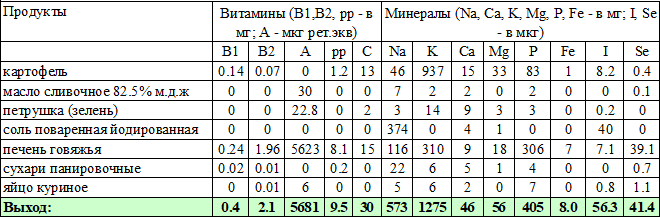 Продукты Витамины (B1,B2, pp - в мг; A - мкг рет.экв) Минералы (Na, Ca, K, Mg, P, Fe - в мг; I, Se - в мкг)
B1 B2 A pp C Na K Ca Mg P Fe I Se
картофель 0.14 0.07 0 1.2 13 46 937 15 33 83 1 8.2 0.4
масло сливочное 82.5% м.д.ж 0 0 30 0 0 7 2 2 0 2 0 0 0.1
петрушка (зелень) 0 0 22.8 0 2 3 14 9 3 3 0 0.2 0
соль поваренная йодированная 0 0 0 0 0 374 0 4 1 0 0 40 0
печень говяжья 0.24 1.96 5623 8.1 15 116 310 9 18 306 7 7.1 39.1
сухари панировочные 0.02 0.01 0 0.2 0 22 6 5 1 4 0 0 0.7
яйцо куриное 0 0.01 6 0 0 5 6 2 0 7 0 0.8 1.1
Выход: 0.4 2.1 5681 9.5 30 573 1275 46 56 405 8.0 56.3 41.4